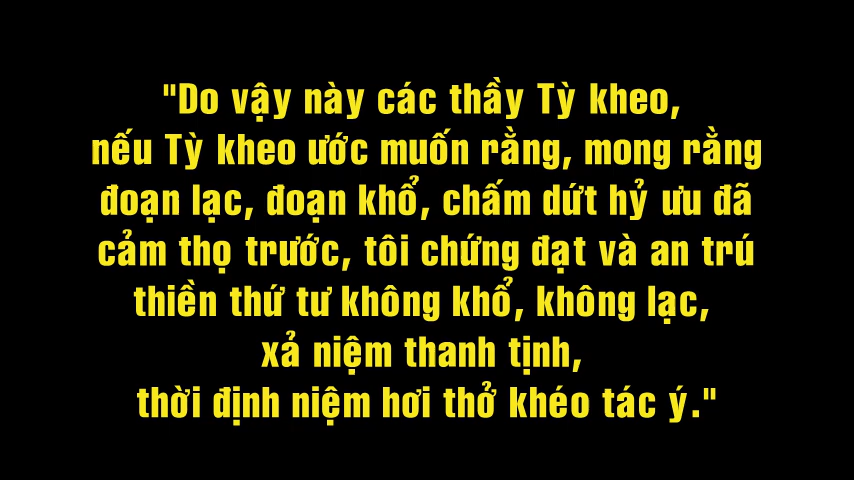 "Do vậy này các thầy Tỳ kheo,
nếu Tỳ kheo ước muốn rằng, mong rằng
đoạn lạc, đoạn khổ, chấm dứt hỷ ưu đã
cảm thọ trước, tôi chứng đạt và an trú
thiền thứ tư không khổ, không lạc,
xả niệm thanh tịnh,
thời định niệm hơi thở khéo tác ý."